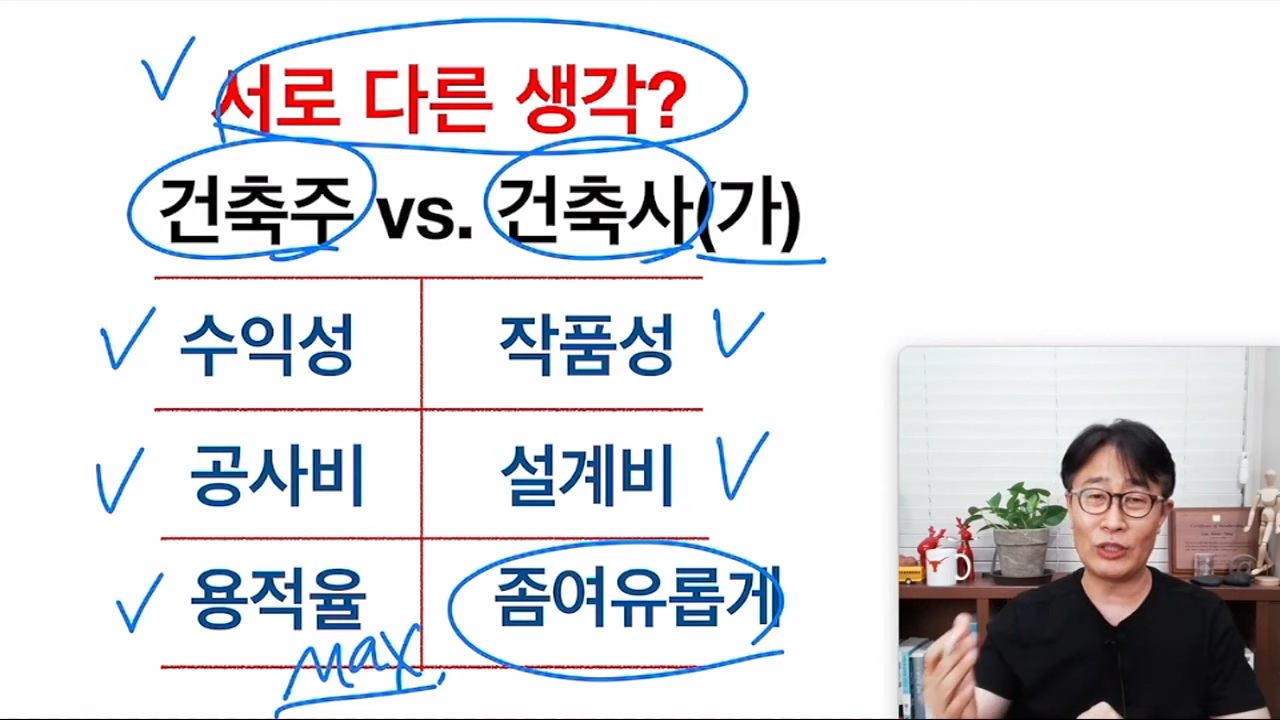 서로 다른 생각?
건축주 vs. 건축사(가)
수익성 작품성
공사비 설계비
용적율 좀여유롭게
Max.